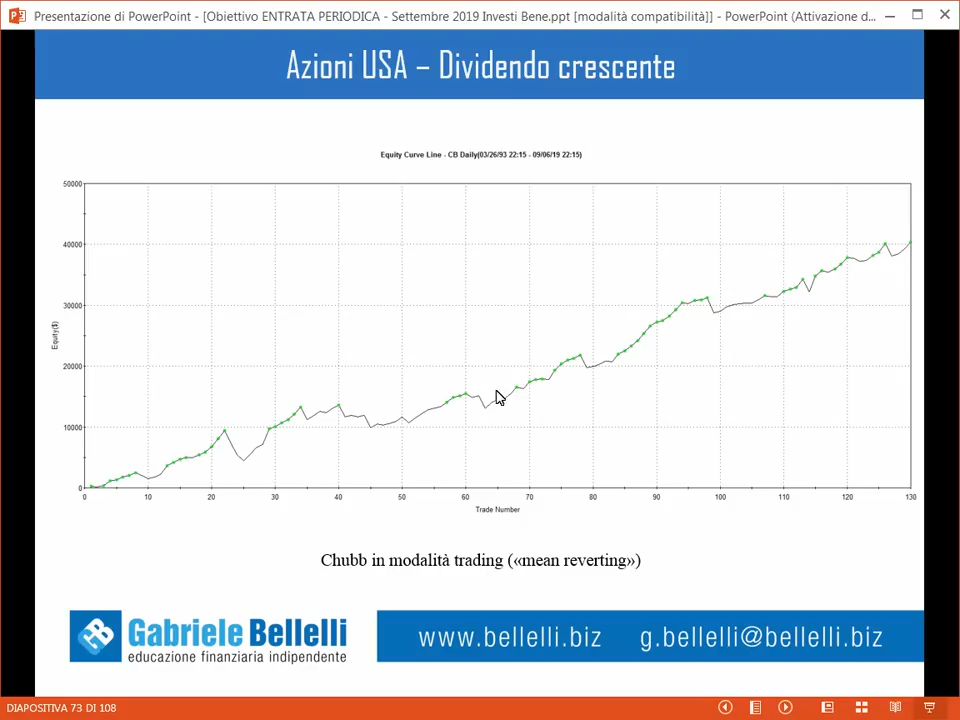 Presentazione di PowerPoint - [Obiettivo ENTRATA PERIODICA - Settembre 2019 Investi Bene.ppt [modalità compatibilità]] - PowerPoint (Attivazione d...
Azioni USA – Dividendo crescente
Equity Curve Line - CB Daily(03/26/93 22:15 - 09/06/19 22:15)
50000
40000
30000
20000
10000
0
Equity($)
0 10 20 30 40 50 60 70 80 90 100 110 120 130
Trade Number
Chubb in modalità trading («mean reverting»)
Gabriele Bellelli
educazione finanziaria indipendente
www.bellelli.biz g.bellelli@bellelli.biz
DIAPOSITIVA 73 DI 108